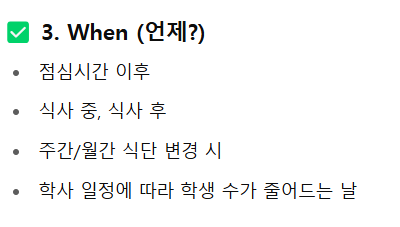 ✅ 3. When (언제?)
• 점심시간 이후
• 식사 중, 식사 후
• 주간/월간 식단 변경 시
• 학사 일정에 따라 학생 수가 줄어드는 날